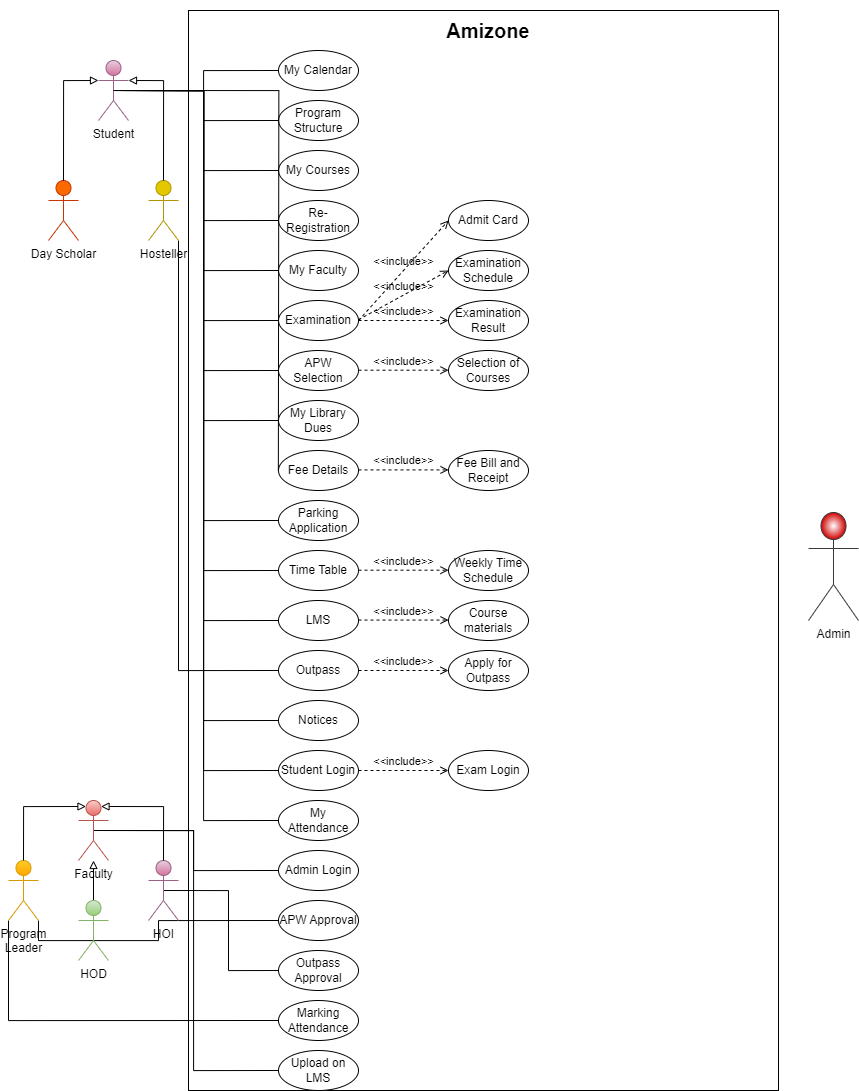 Amizone
My Calendar
Program
Structure
Student
My Courses
Re-
Registration
Admit Card
Day Scholar
Hosteller
<<include>>
My Faculty
Examination
Schedule
<<include>>
<<include>>
Examination
Examination
Result
<<include>>
APW
Selection
Selection of
Courses
My Library
Dues
<<include>>
Fee Details
Fee Bill and
Receipt
Parking
Application
<<include>>
Time Table
Weekly Time
Schedule
<<include>>
LMS
Course
materials
Admin
<<include>>
Outpass
Apply for
Outpass
Notices
<<include>>
Student Login
Exam Login
My
Attendance
Faculty
Admin Login
APW Approval
Program
Leader
HOI
HOD
Outpass
Approval
Marking
Attendance
Upload on
LMS